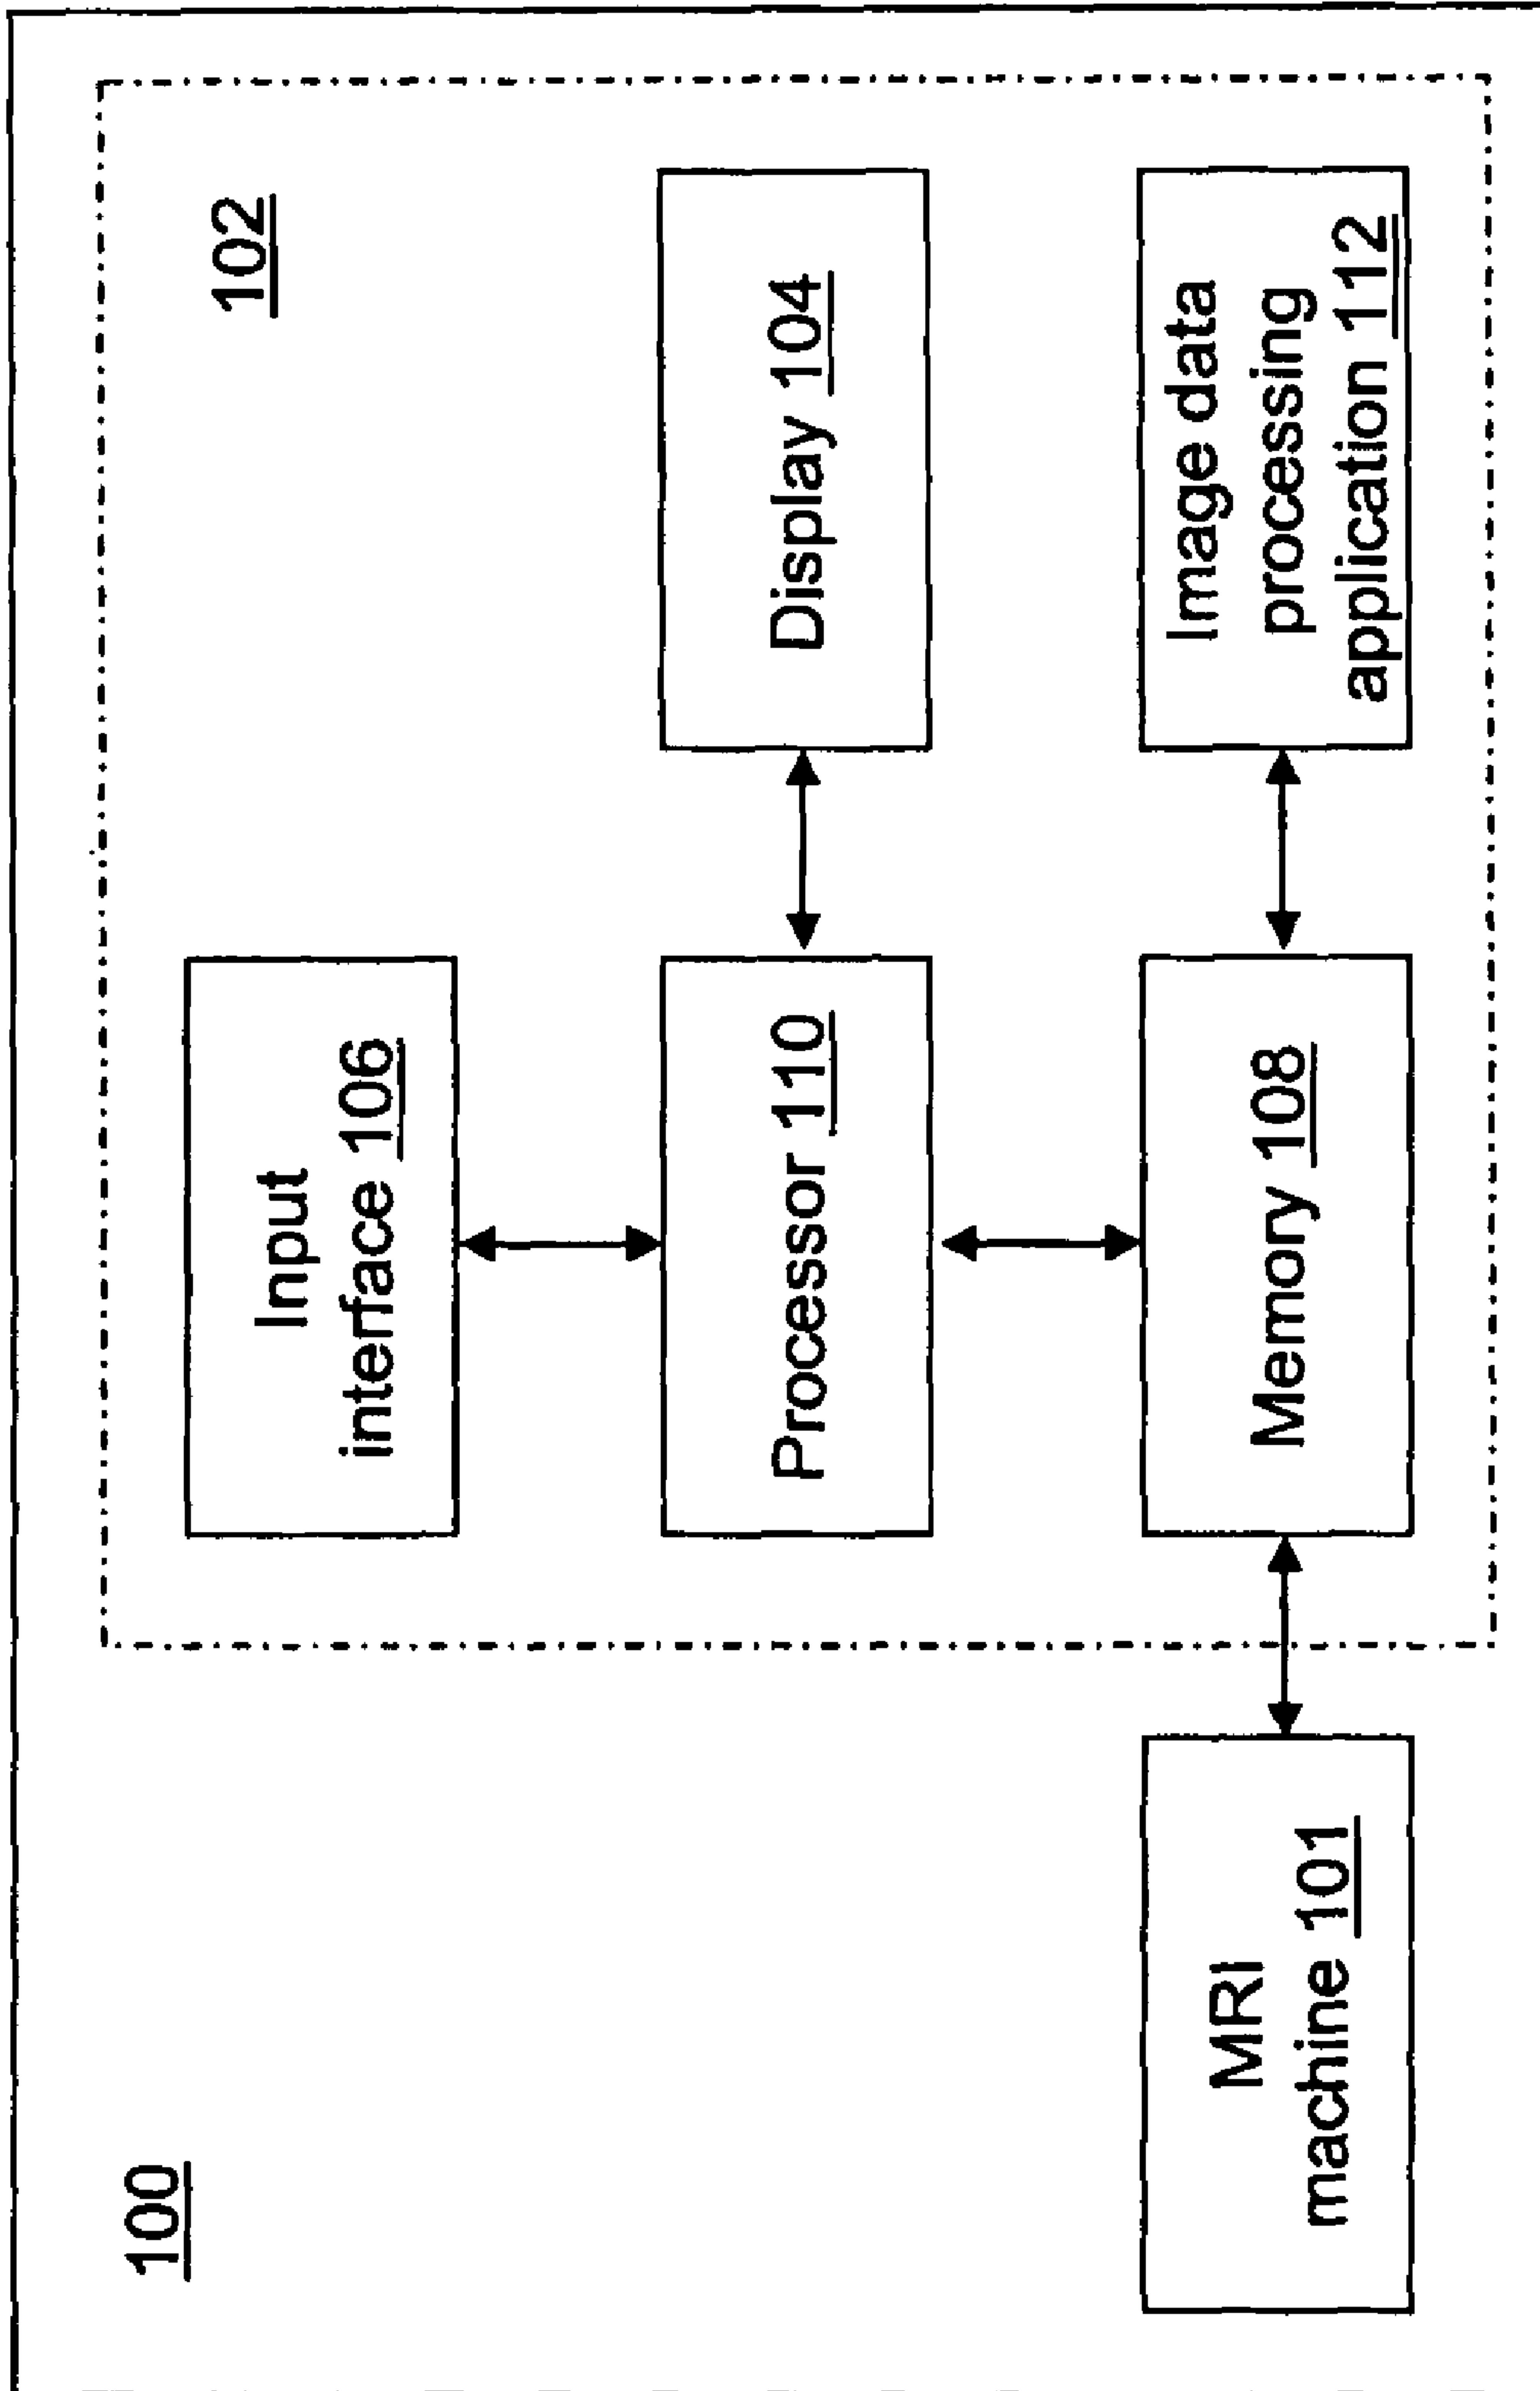 100
102
Input
interface 106
Processor 110
Display 104
MRI
machine 101
Memory 108
Image data
processing
application 112